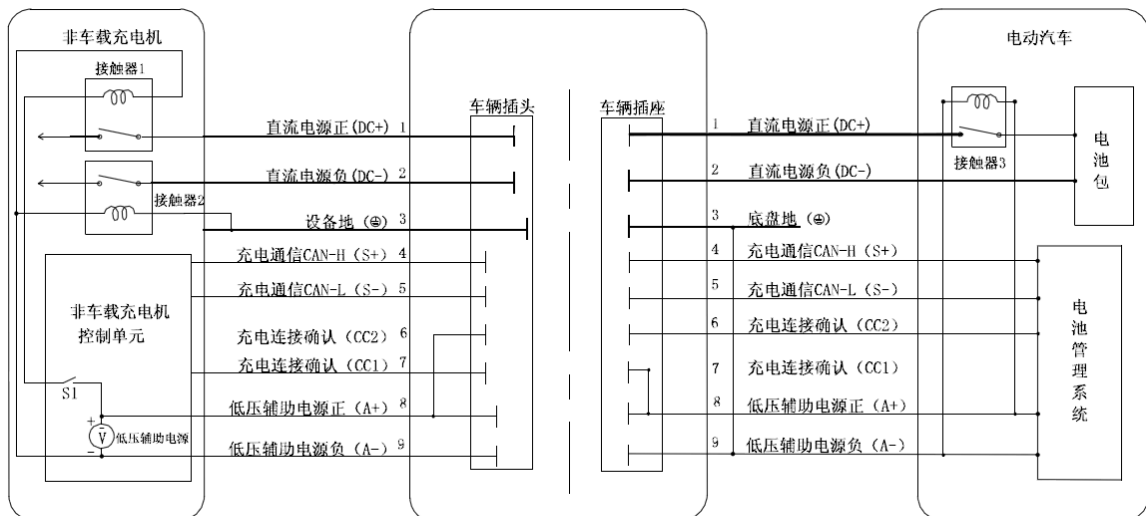 非车载充电机
电动汽车
接触器1
车辆插头
车辆插座
直流电源正(DC+) 1
1 直流电源正(DC+)
电池包
接触器3
直流电源负(DC-) 2
2 直流电源负(DC-)
接触器2
设备地 (⏚) 3
3 底盘地 (⏚)
充电通信CAN-H (S+) 4
4 充电通信CAN-H (S+)
充电通信CAN-L (S-) 5
5 充电通信CAN-L (S-)
非车载充电机
控制单元
电池管理系统
充电连接确认 (CC2) 6
6 充电连接确认 (CC2)
充电连接确认 (CC1) 7
7 充电连接确认 (CC1)
S1
低压辅助电源正 (A+) 8
8 低压辅助电源正 (A+)
+
V
低压辅助电源
-
低压辅助电源负 (A-) 9
9 低压辅助电源负 (A-)